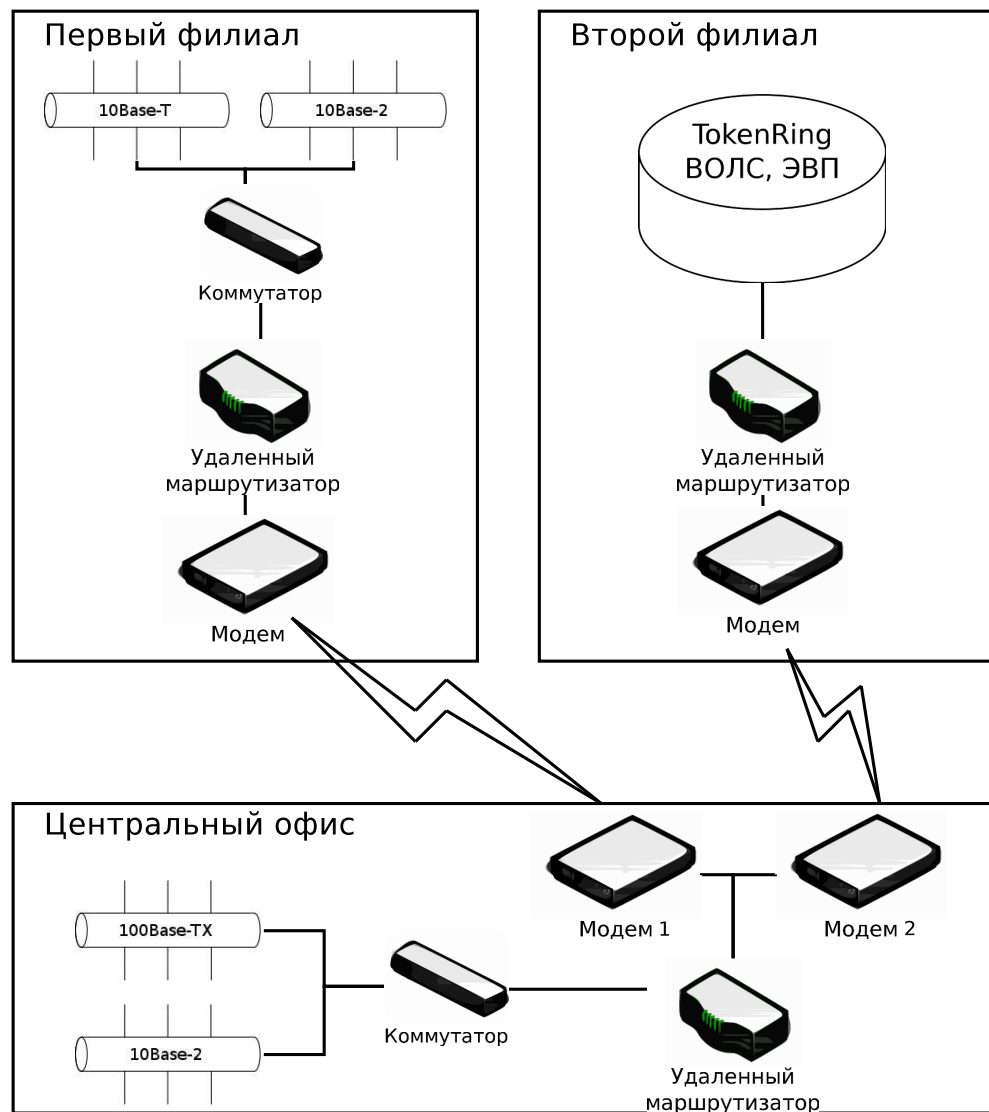 Первый филиал
10Base-T
10Base-2
Коммутатор
Удаленный
маршрутизатор
Модем
Второй филиал
TokenRing
ВОЛС, ЭВП
Удаленный
маршрутизатор
Модем
Центральный офис
100Base-TX
10Base-2
Коммутатор
Модем 1
Модем 2
Удаленный
маршрутизатор